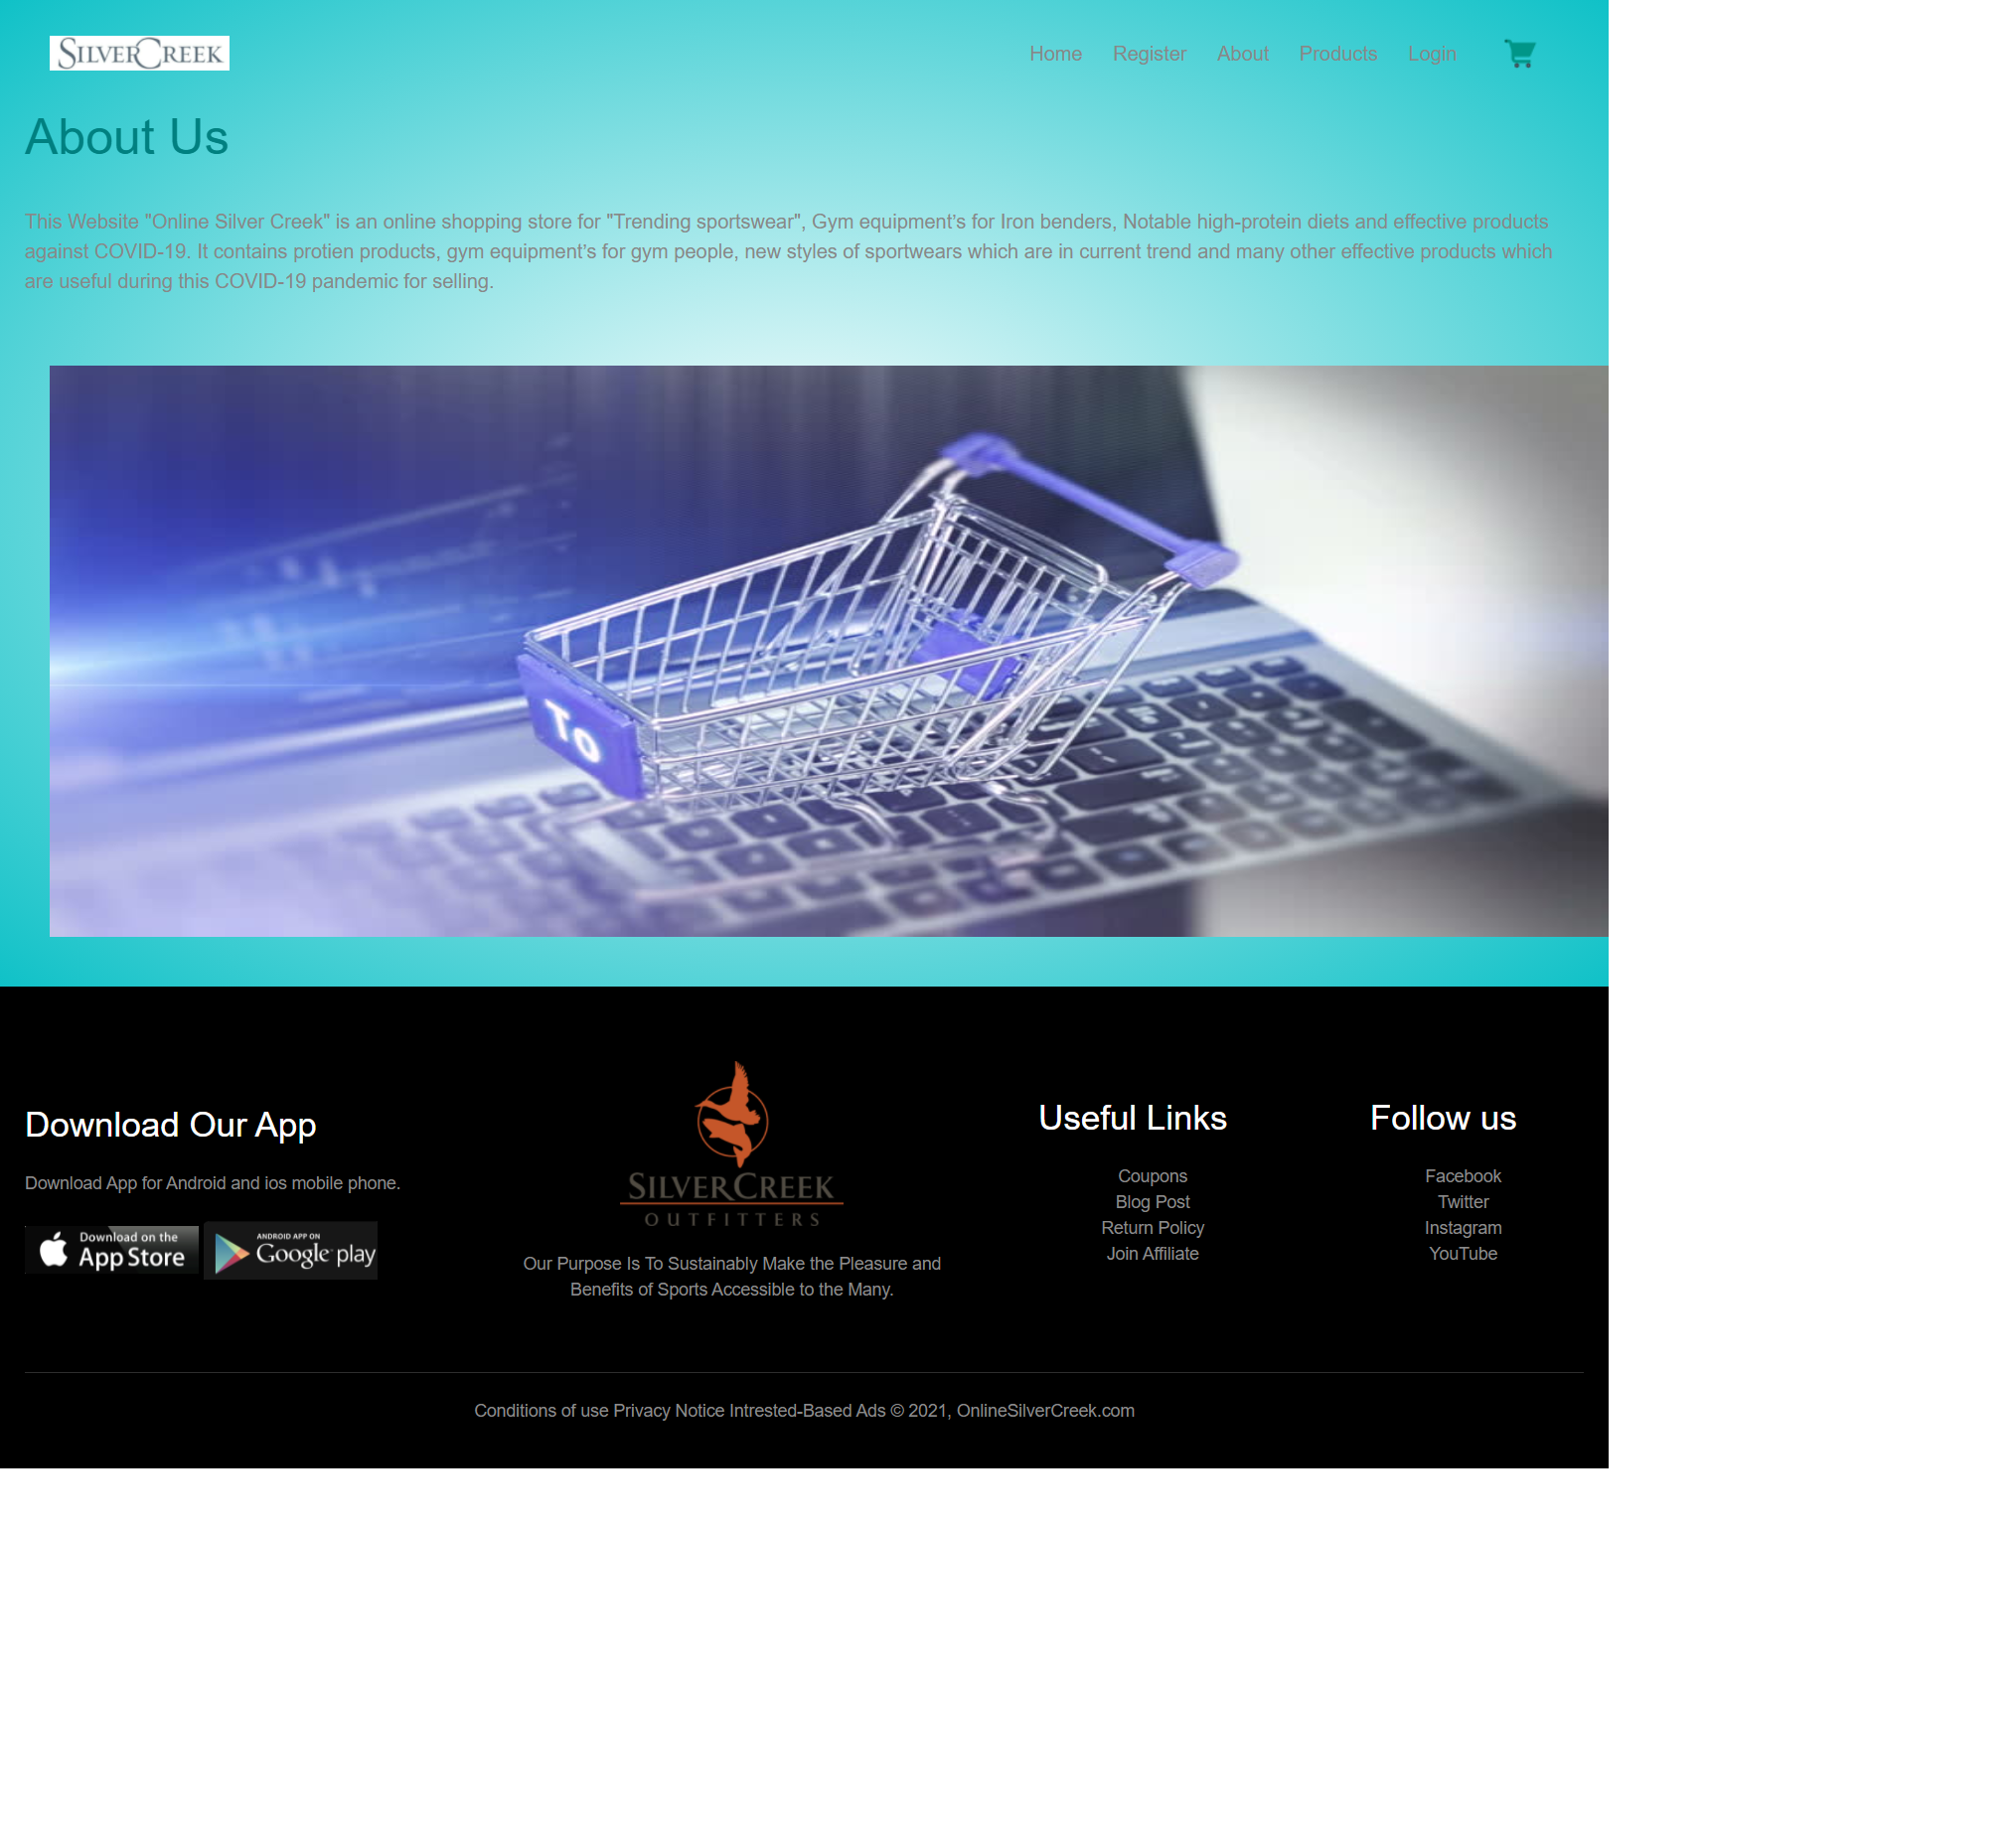 SILVERCREEK
Home Register About Products Login
About Us
This Website "Online Silver Creek" is an online shopping store for "Trending sportswear", Gym equipment’s for Iron benders, Notable high-protein diets and effective products
against COVID-19. It contains protien products, gym equipment’s for gym people, new styles of sportwears which are in current trend and many other effective products which
are useful during this COVID-19 pandemic for selling.
To
Download Our App
Download App for Android and ios mobile phone.
Download on the
App Store
ANDROID APP ON
Google play
SILVERCREEK
OUTFITTERS
Our Purpose Is To Sustainably Make the Pleasure and
Benefits of Sports Accessible to the Many.
Useful Links
Coupons
Blog Post
Return Policy
Join Affiliate
Follow us
Facebook
Twitter
Instagram
YouTube
Conditions of use Privacy Notice Intrested-Based Ads © 2021, OnlineSilverCreek.com